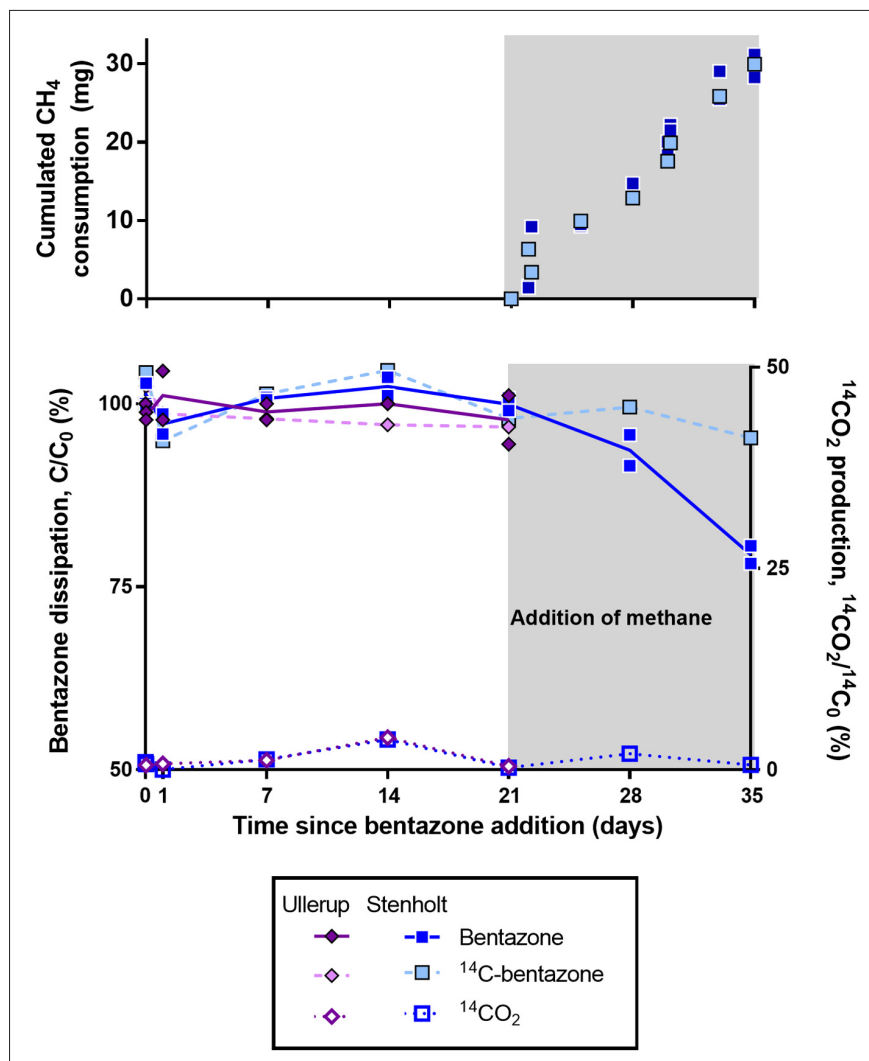 Cumulated CH4
consumption (mg)
30
20
10
0
Bentazone dissipation, C/C0 (%)
100
75
50
50
25
0
14CO2 production, 14CO2/14C0 (%)
Addition of methane
0 1 7 14 21 28 35
Time since bentazone addition (days)
Ullerup Stenholt
Bentazone
14C-bentazone
14CO2